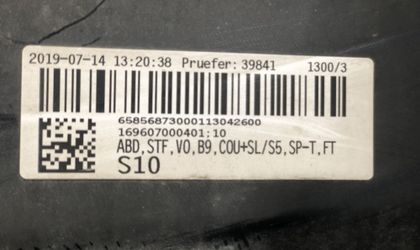 2019-07-14 13:20:38 Pruefer: 39841 1300/3
65856873000113042600
169607000401;10
ABD,STF,VO,B9,COU+SL/S5,SP-T,FT
S10